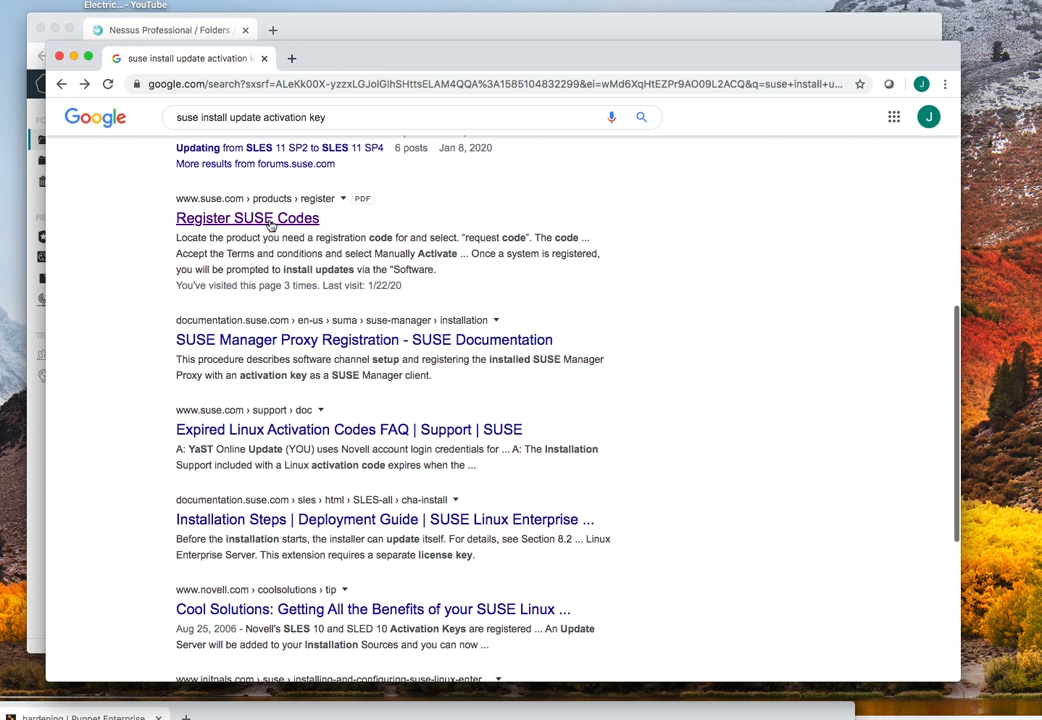 Electric...- YouTube
Nessus Professional / Folders /
suse install update activation k
google.com/search?sxsrf=ALeKk00X-yzzxLGJolGlhSHttsELAM4QQA%3A1585104832299&ei=wMd6XqHtEZPr9AO09L2ACQ&q=suse+install+u...
J
Google
suse install update activation key
J
Updating from SLES 11 SP2 to SLES 11 SP4 6 posts Jan 8, 2020
More results from forums.suse.com
www.suse.com › products › register PDF
Register SUSE Codes
Locate the product you need a registration code for and select. "request code". The code ...
Accept the Terms and conditions and select Manually Activate ... Once a system is registered,
you will be prompted to install updates via the "Software.
You've visited this page 3 times. Last visit: 1/22/20
documentation.suse.com › en-us › suma › suse-manager › installation
SUSE Manager Proxy Registration - SUSE Documentation
This procedure describes software channel setup and registering the installed SUSE Manager
Proxy with an activation key as a SUSE Manager client.
www.suse.com › support › doc
Expired Linux Activation Codes FAQ | Support | SUSE
A: YaST Online Update (YOU) uses Novell account login credentials for ... A: The Installation
Support included with a Linux activation code expires when the ...
documentation.suse.com › sles › html › SLES-all › cha-install
Installation Steps | Deployment Guide | SUSE Linux Enterprise ...
Before the installation starts, the installer can update itself. For details, see Section 8.2 ... Linux
Enterprise Server. This extension requires a separate license key.
www.novell.com › coolsolutions › tip
Cool Solutions: Getting All the Benefits of your SUSE Linux ...
Aug 25, 2006 - Novell's SLES 10 and SLED 10 Activation Keys are registered ... An Update
Server will be added to your Installation Sources and you can now ...
www.initpals.com › suse › installing-and-configuring-suse-linux-enter...
hardening | Puppet Enterprise